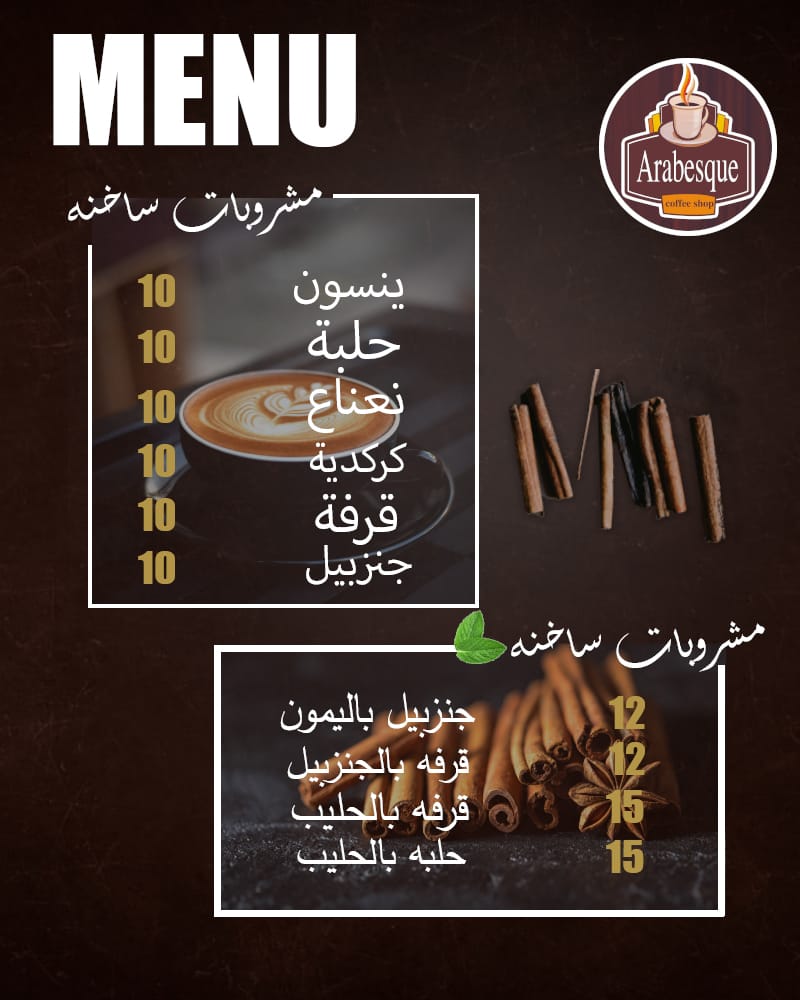 MENU
Arabesque
coffee shop
مشروبات ساخنه
ينسون 10
حلبة 10
نعناع 10
كركدية 10
قرفة 10
جنزبيل 10
مشروبات ساخنه
جنزبيل باليمون 12
قرفه بالجنزبيل 12
قرفه بالحليب 15
حلبه بالحليب 15